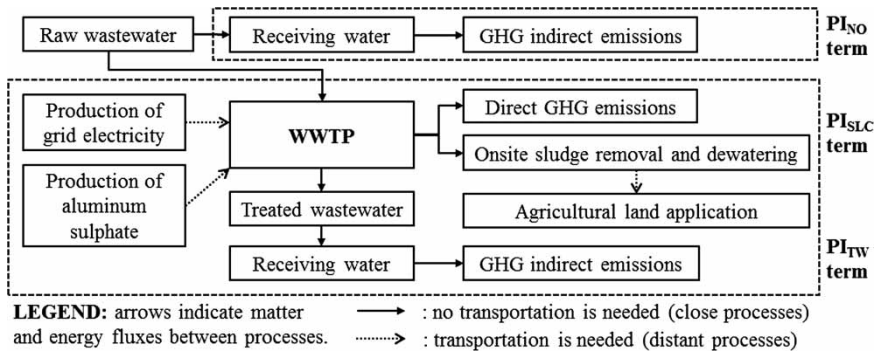 Raw wastewater
Receiving water
GHG indirect emissions
PI_NO
term
Production of
grid electricity
WWTP
Direct GHG emissions
PI_SLC
term
Onsite sludge removal and dewatering
Production of
aluminum
sulphate
Treated wastewater
Agricultural land application
Receiving water
GHG indirect emissions
PI_TW
term
LEGEND: arrows indicate matter
and energy fluxes between processes.
: no transportation is needed (close processes)
: transportation is needed (distant processes)